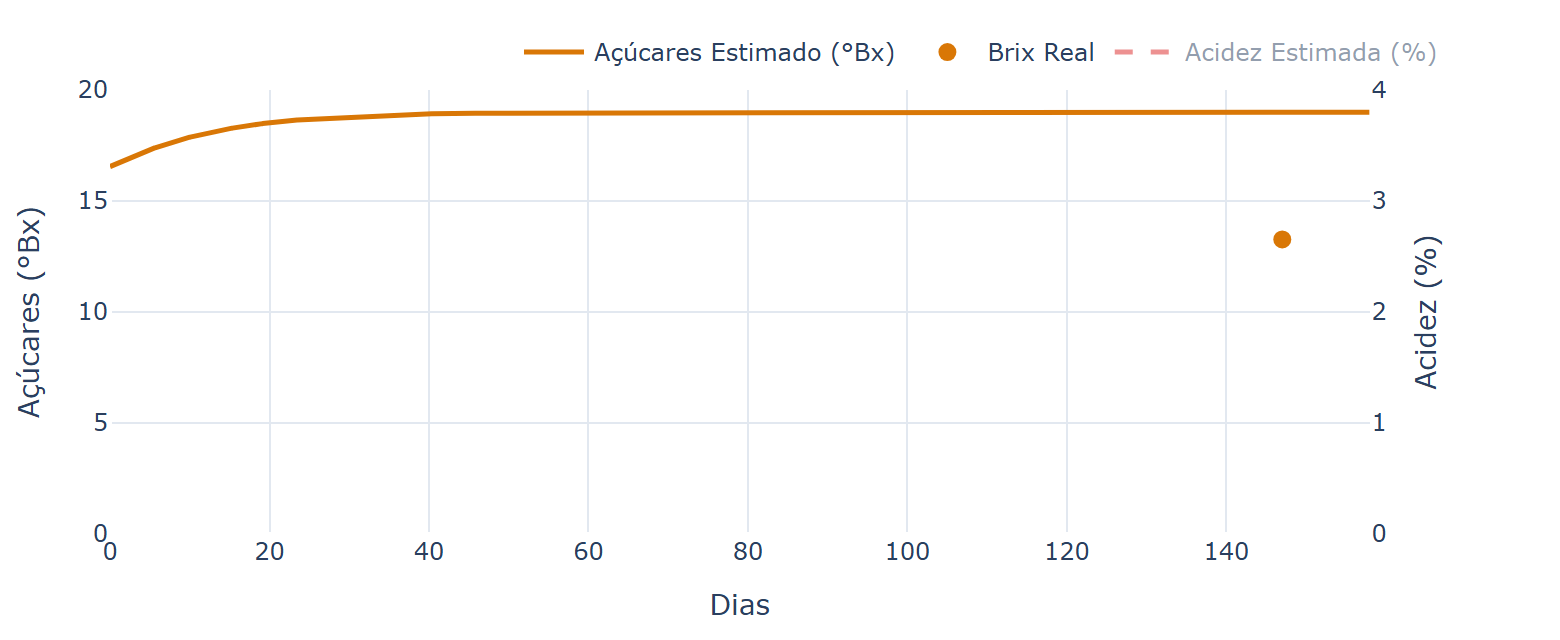 Açúcares Estimado (°Bx) Brix Real Acidez Estimada (%)
20 4
15 3
10 2
5 1
0 0
0 20 40 60 80 100 120 140
Açúcares (°Bx)
Acidez (%)
Dias